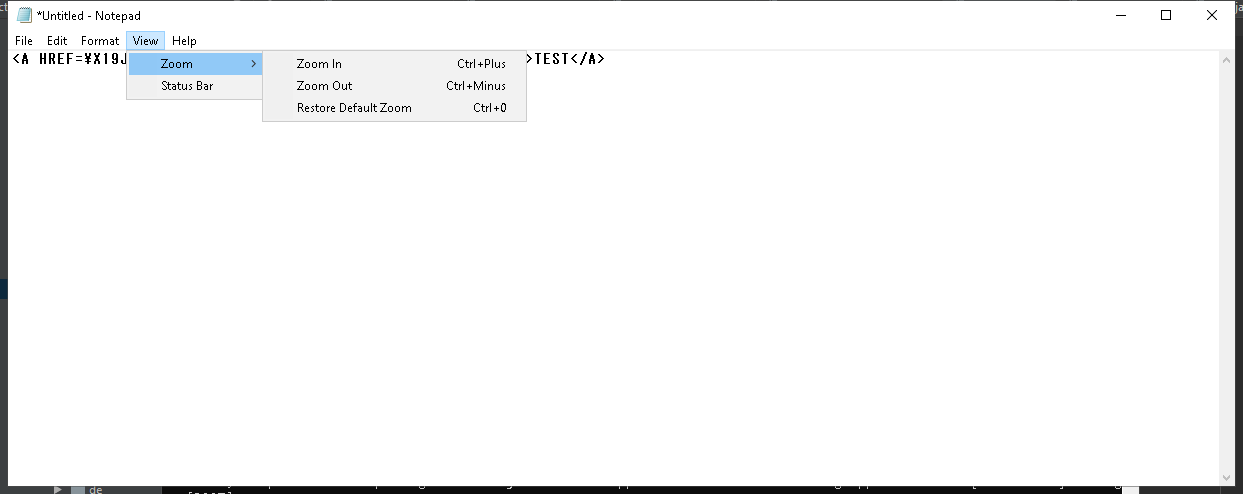 *Untitled - Notepad
File Edit Format View Help
<A HREF=¥X19J >TEST</A>
Zoom > Zoom In Ctrl+Plus
Status Bar Zoom Out Ctrl+Minus
Restore Default Zoom Ctrl+0
de